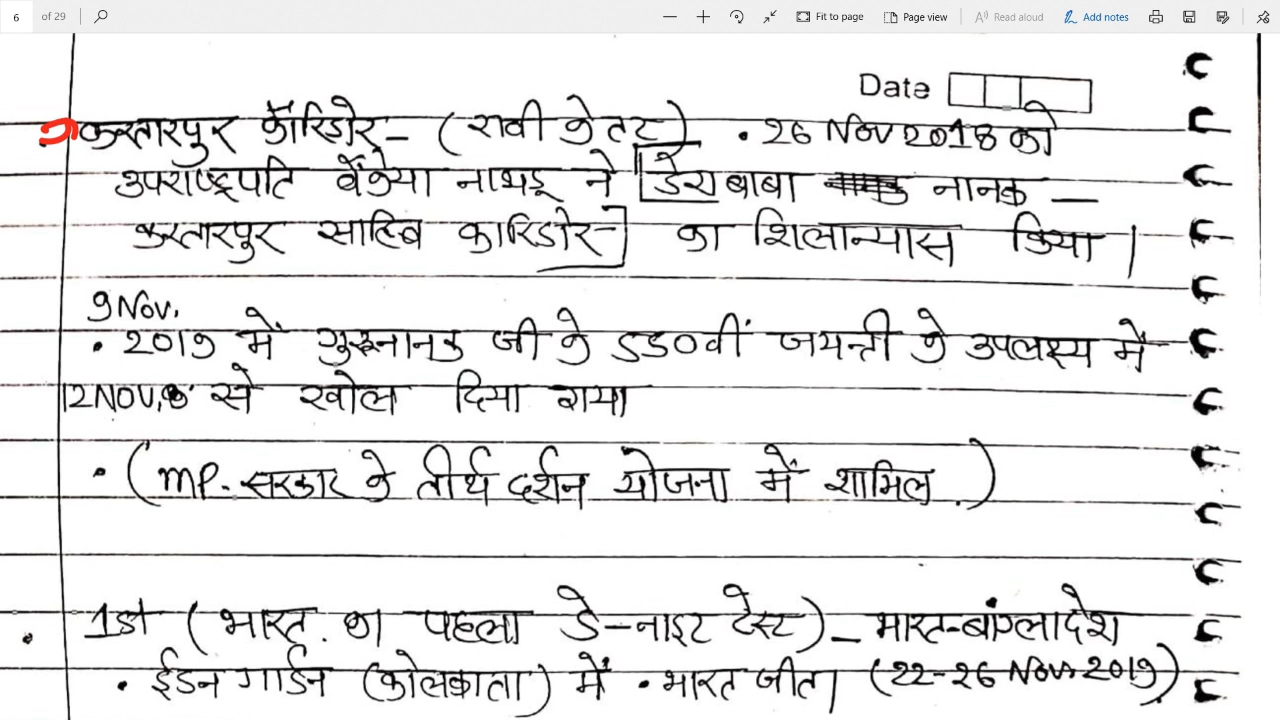 6 of 29 Fit to page Page view Read aloud Add notes
Date
करतारपुर कॉरिडोर- (रावी के तट) . 26 Nov 2018 को
उपराष्ट्रपति वेंकैया नायडू ने [डेरा बाबा नानक —
करतारपुर साहिब कारिडोर-] का शिलान्यास किया |
9 Nov.
• 2019 में गुरूनानक जी के 550वीं जयन्ती के उपलक्ष्य में
12 NOV, से खोल दिया गया
• (MP. सरकार के तीर्थ दर्शन योजना में शामिल.)
• 1st (भारत. का पहला डे-नाइट टेस्ट) – भारत-बांग्लादेश
• ईडन गार्डन (कोलकाता) में • भारत जीता (22-26 Nov. 2019)